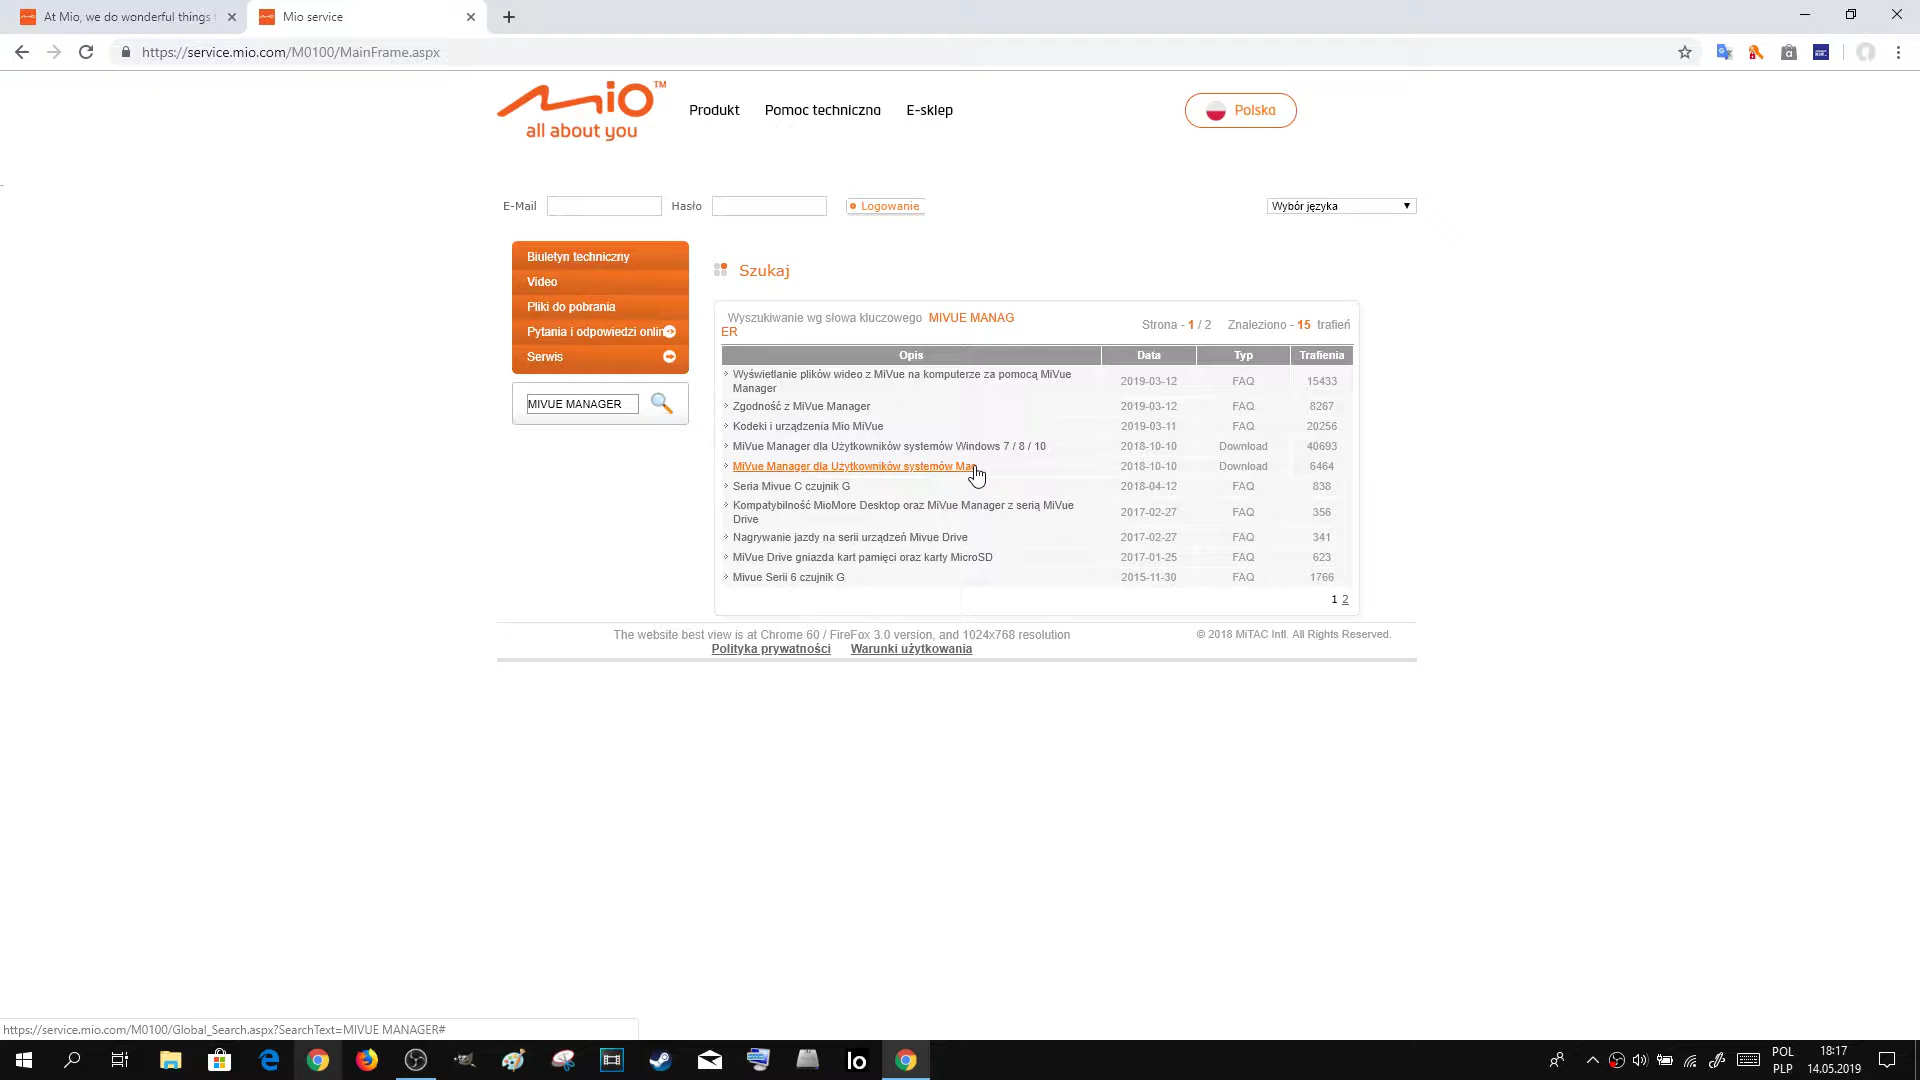 At Mio, we do wonderful things
Mio service
https://service.mio.com/M0100/MainFrame.aspx
mio TM
all about you
Produkt
Pomoc techniczna
E-sklep
Polska
E-Mail
Hasło
Logowanie
Wybór języka
Biuletyn techniczny
Video
Pliki do pobrania
Pytania i odpowiedzi onlin
Serwis
MIVUE MANAGER
Szukaj
Wyszukiwanie wg słowa kluczowego MIVUE MANAG
ER
Strona - 1 / 2 Znaleziono - 15 trafień
Opis Data Typ Trafienia
Wyświetlanie plików wideo z MiVue na komputerze za pomocą MiVue
Manager 2019-03-12 FAQ 15433
Zgodność z MiVue Manager 2019-03-12 FAQ 8267
Kodeki i urządzenia Mio MiVue 2019-03-11 FAQ 20256
MiVue Manager dla Użytkowników systemów Windows 7 / 8 / 10 2018-10-10 Download 40693
MiVue Manager dla Użytkowników systemów Mac 2018-10-10 Download 6464
Seria Mivue C czujnik G 2018-04-12 FAQ 838
Kompatybilność MioMore Desktop oraz MiVue Manager z serią MiVue
Drive 2017-02-27 FAQ 356
Nagrywanie jazdy na serii urządzeń Mivue Drive 2017-02-27 FAQ 341
MiVue Drive gniazda kart pamięci oraz karty MicroSD 2017-01-25 FAQ 623
Mivue Serii 6 czujnik G 2015-11-30 FAQ 1766
1 2
The website best view is at Chrome 60 / FireFox 3.0 version, and 1024x768 resolution
© 2018 MiTAC Intl. All Rights Reserved.
Polityka prywatności Warunki użytkowania
https://service.mio.com/M0100/Global_Search.aspx?SearchText=MIVUE MANAGER#
lo
POL
PLP
18:17
14.05.2019